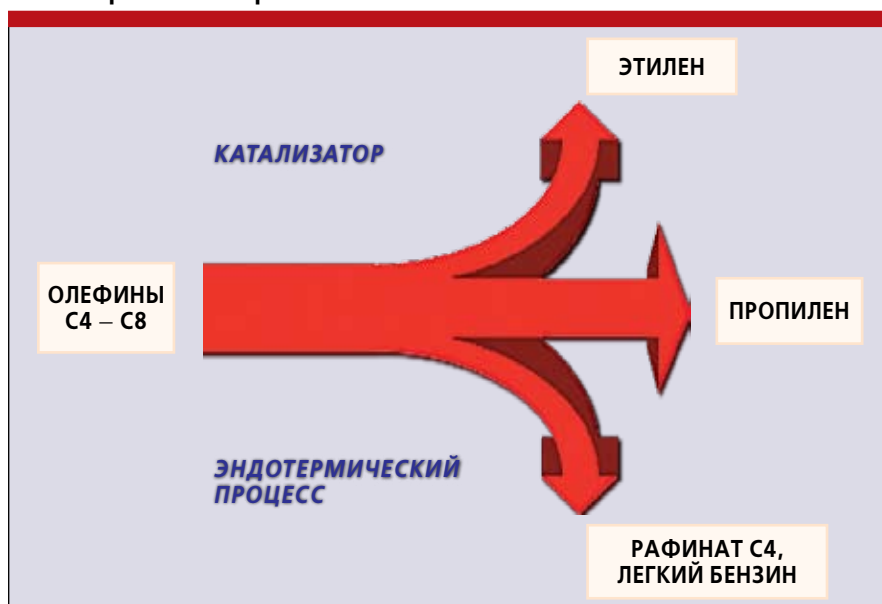 ЭТИЛЕН
КАТАЛИЗАТОР
ОЛЕФИНЫ
С4 – С8
ПРОПИЛЕН
ЭНДОТЕРМИЧЕСКИЙ
ПРОЦЕСС
РАФИНАТ С4,
ЛЕГКИЙ БЕНЗИН